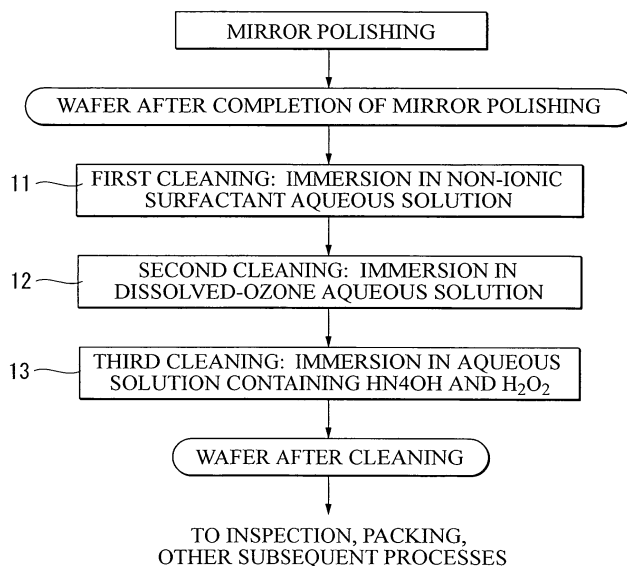 MIRROR POLISHING
WAFER AFTER COMPLETION OF MIRROR POLISHING
11
FIRST CLEANING: IMMERSION IN NON-IONIC
SURFACTANT AQUEOUS SOLUTION
12
SECOND CLEANING: IMMERSION IN
DISSOLVED-OZONE AQUEOUS SOLUTION
13
THIRD CLEANING: IMMERSION IN AQUEOUS
SOLUTION CONTAINING HN4OH AND H₂O₂
WAFER AFTER CLEANING
TO INSPECTION, PACKING,
OTHER SUBSEQUENT PROCESSES